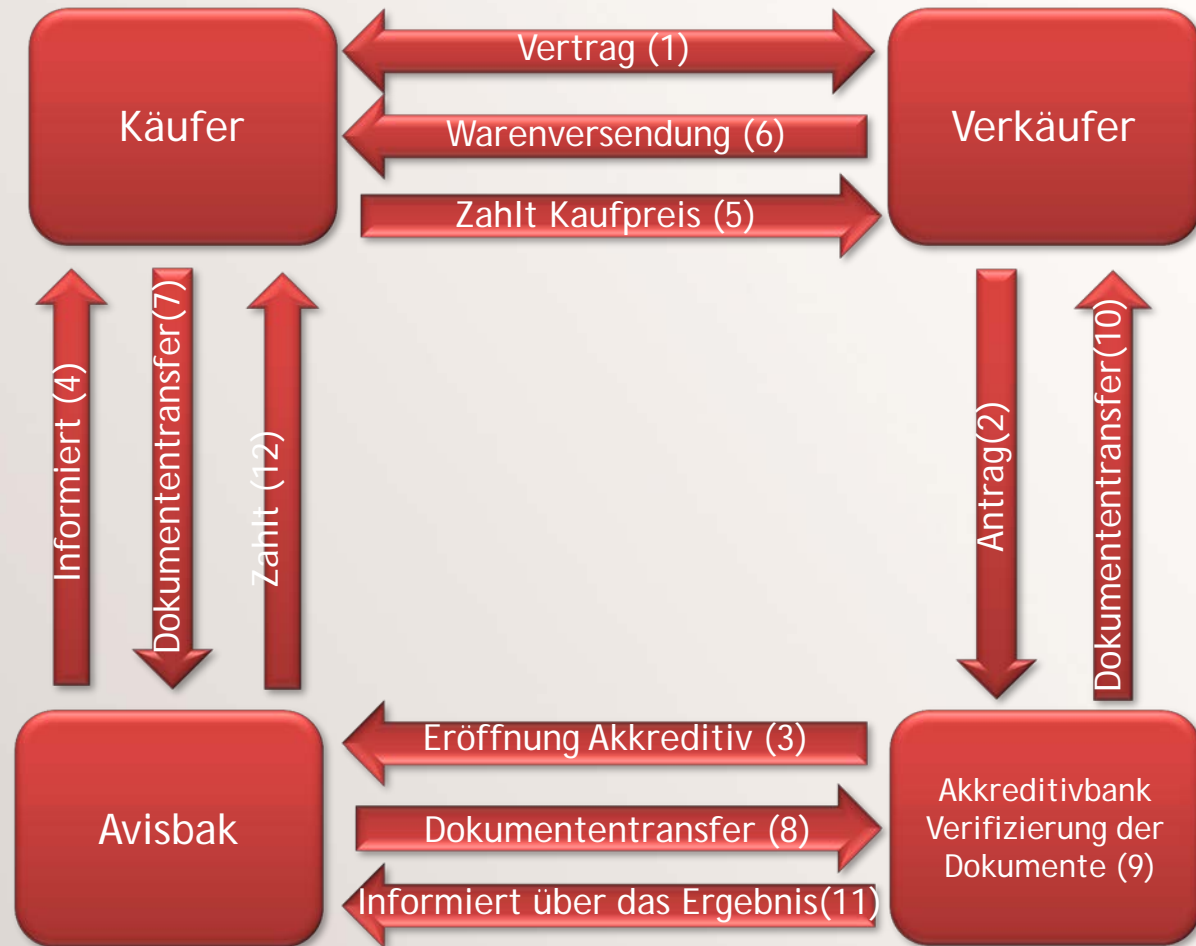 Vertrag (1)
Käufer
Verkäufer
Warenversendung (6)
Zahlt Kaufpreis (5)
Informiert (4)
Dokumententransfer(7)
Zahlt (12)
Antrag(2)
Dokumententransfer(10)
Eröffnung Akkreditiv (3)
Avisbak
Dokumententransfer (8)
Akkreditivbank
Verifizierung der
Dokumente (9)
Informiert über das Ergebnis(11)